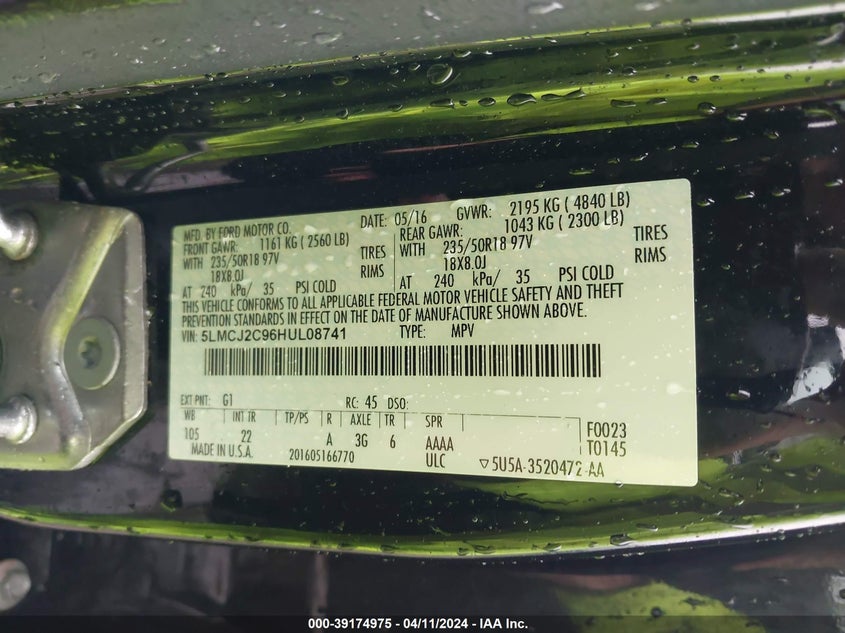 MFD. BY FORD MOTOR CO.
DATE: 05/16 GVWR: 2195 KG ( 4840 LB)
FRONT GAWR: 1161 KG ( 2560 LB)
REAR GAWR: 1043 KG ( 2300 LB)
WITH 235/50R18 97V TIRES
WITH 235/50R18 97V TIRES
18X8.0J RIMS
18X8.0J RIMS
AT 240 kPa/ 35 PSI COLD
AT 240 kPa/ 35 PSI COLD
THIS VEHICLE CONFORMS TO ALL APPLICABLE FEDERAL MOTOR VEHICLE SAFETY AND THEFT
PREVENTION STANDARDS IN EFFECT ON THE DATE OF MANUFACTURE SHOWN ABOVE.
VIN: 5LMCJ2C96HUL08741 TYPE: MPV
EXT PNT: G1 RC: 45 DSO:
WB INT TR TP/PS R AXLE TR SPR
105 22 A 3G 6 AAAA
F0023
T0145
MADE IN U.S.A. 201605166770 ULC ▽5U5A-3520472-AA
000-39174975 - 04/11/2024 - IAA Inc.